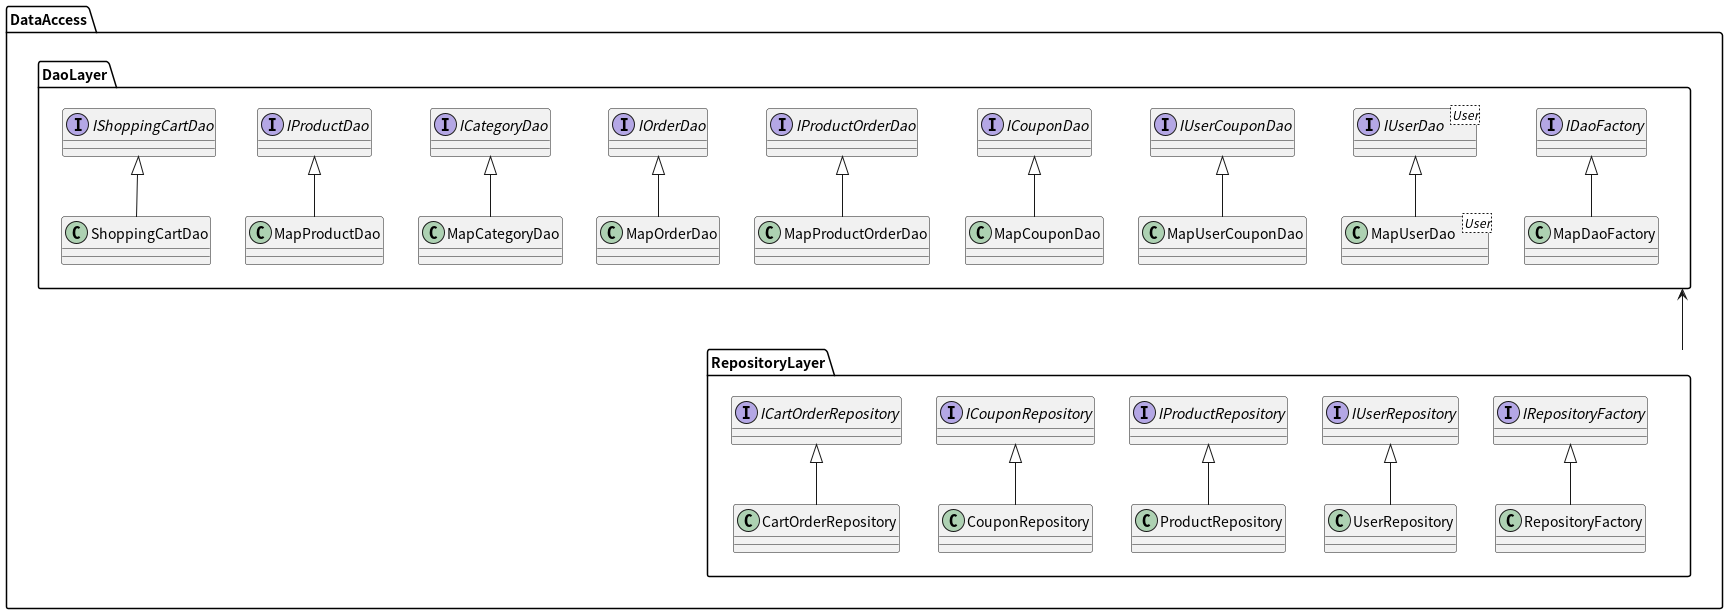 DataAccess
DaoLayer
I IShoppingCartDao
I IProductDao
I ICategoryDao
I IOrderDao
I IProductOrderDao
I ICouponDao
I IUserCouponDao
I IUserDao User
I IDaoFactory
C ShoppingCartDao
C MapProductDao
C MapCategoryDao
C MapOrderDao
C MapProductOrderDao
C MapCouponDao
C MapUserCouponDao
C MapUserDao User
C MapDaoFactory
RepositoryLayer
I ICartOrderRepository
I ICouponRepository
I IProductRepository
I IUserRepository
I IRepositoryFactory
C CartOrderRepository
C CouponRepository
C ProductRepository
C UserRepository
C RepositoryFactory